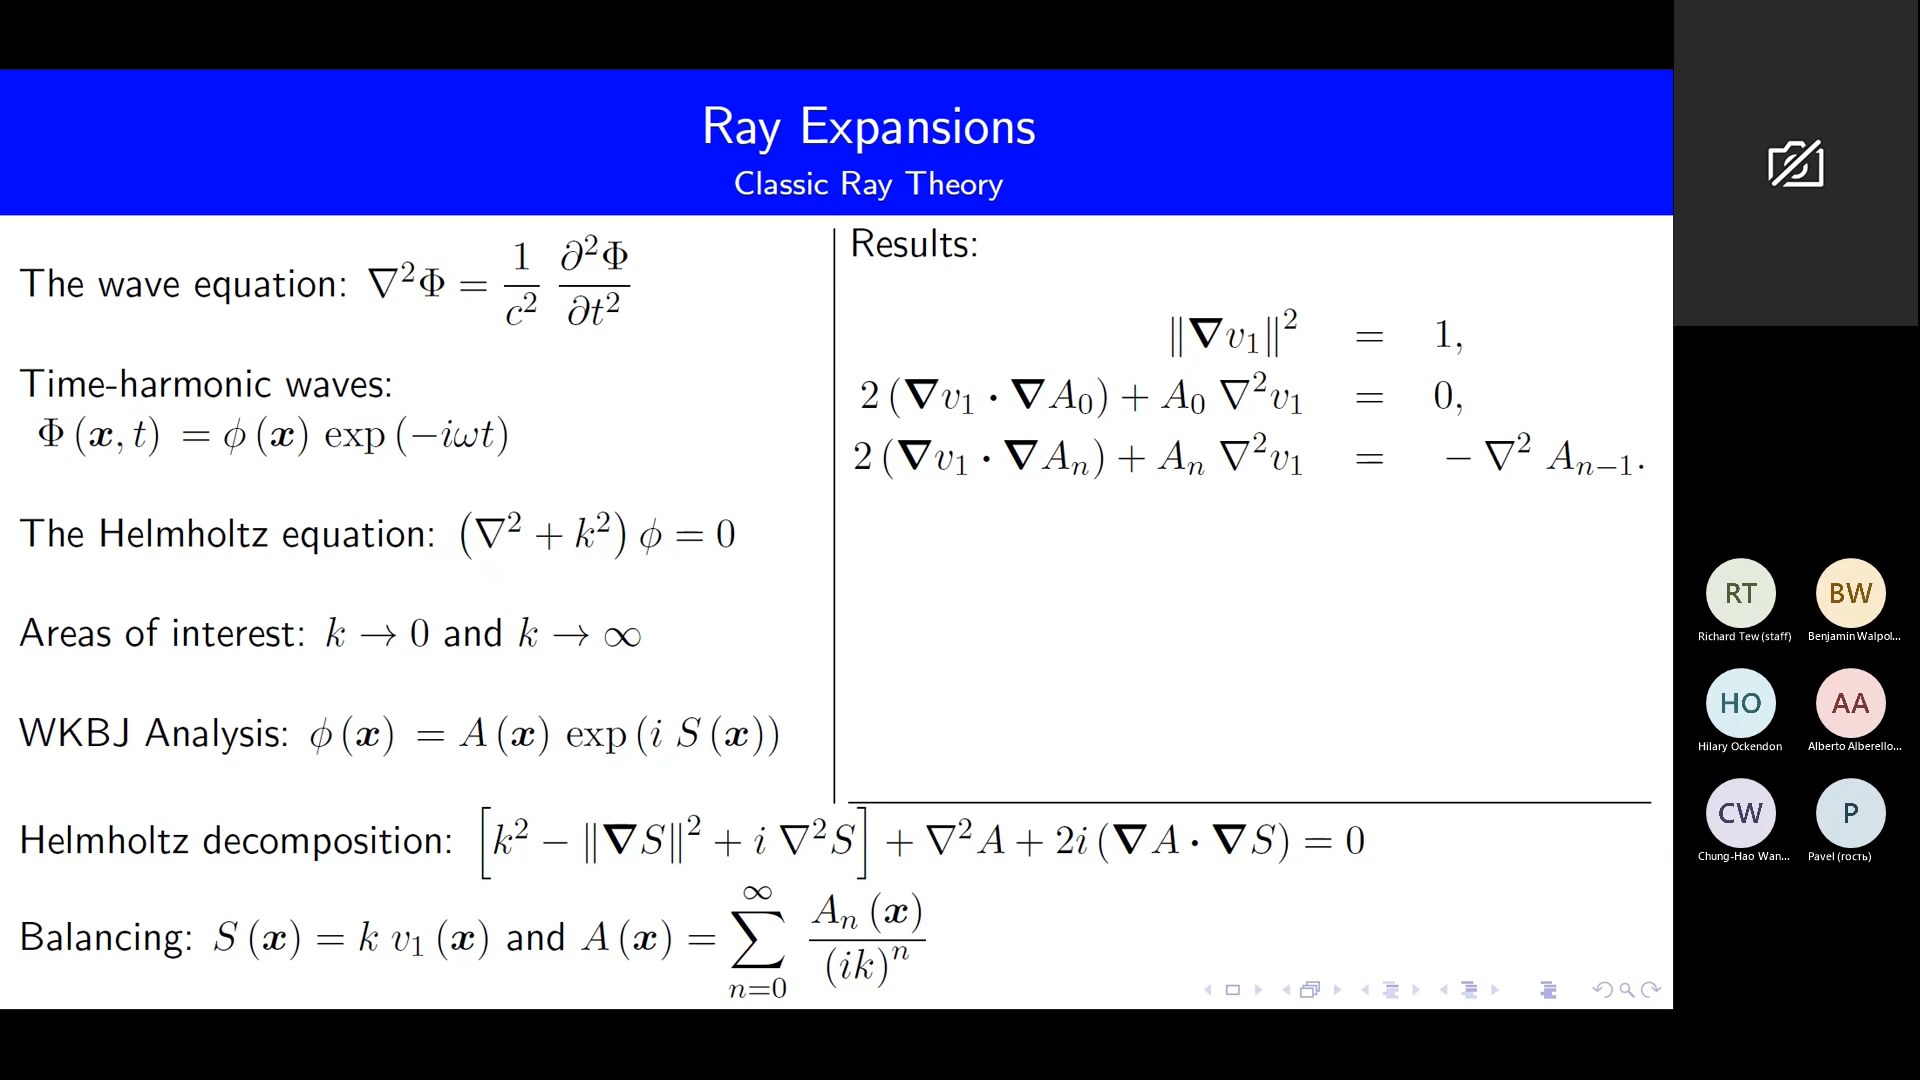 Ray Expansions
Classic Ray Theory
The wave equation: ∇²Φ = 1/c² ∂²Φ/∂t²
Time-harmonic waves:
Φ(𝒙, t) = ϕ(𝒙) exp(−iωt)
The Helmholtz equation: (∇² + k²) ϕ = 0
Areas of interest: k → 0 and k → ∞
WKBJ Analysis: ϕ(𝒙) = A(𝒙) exp(i S(𝒙))
Results:
‖𝛁v₁‖² = 1,
2(𝛁v₁ · 𝛁A₀) + A₀ ∇²v₁ = 0,
2(𝛁v₁ · 𝛁Aₙ) + Aₙ ∇²v₁ = −∇² Aₙ₋₁.
Helmholtz decomposition: [k² − ‖𝛁S‖² + i ∇²S] + ∇²A + 2i(𝛁A · 𝛁S) = 0
Balancing: S(𝒙) = k v₁(𝒙) and A(𝒙) = ∑_{n=0}^{∞} Aₙ(𝒙)/(ik)ⁿ
RT BW
Richard Tew (staff) Benjamin Walpol...
HO AA
Hilary Ockendon Alberto Alberello...
CW P
Chung-Hao Wan... Pavel (гость)